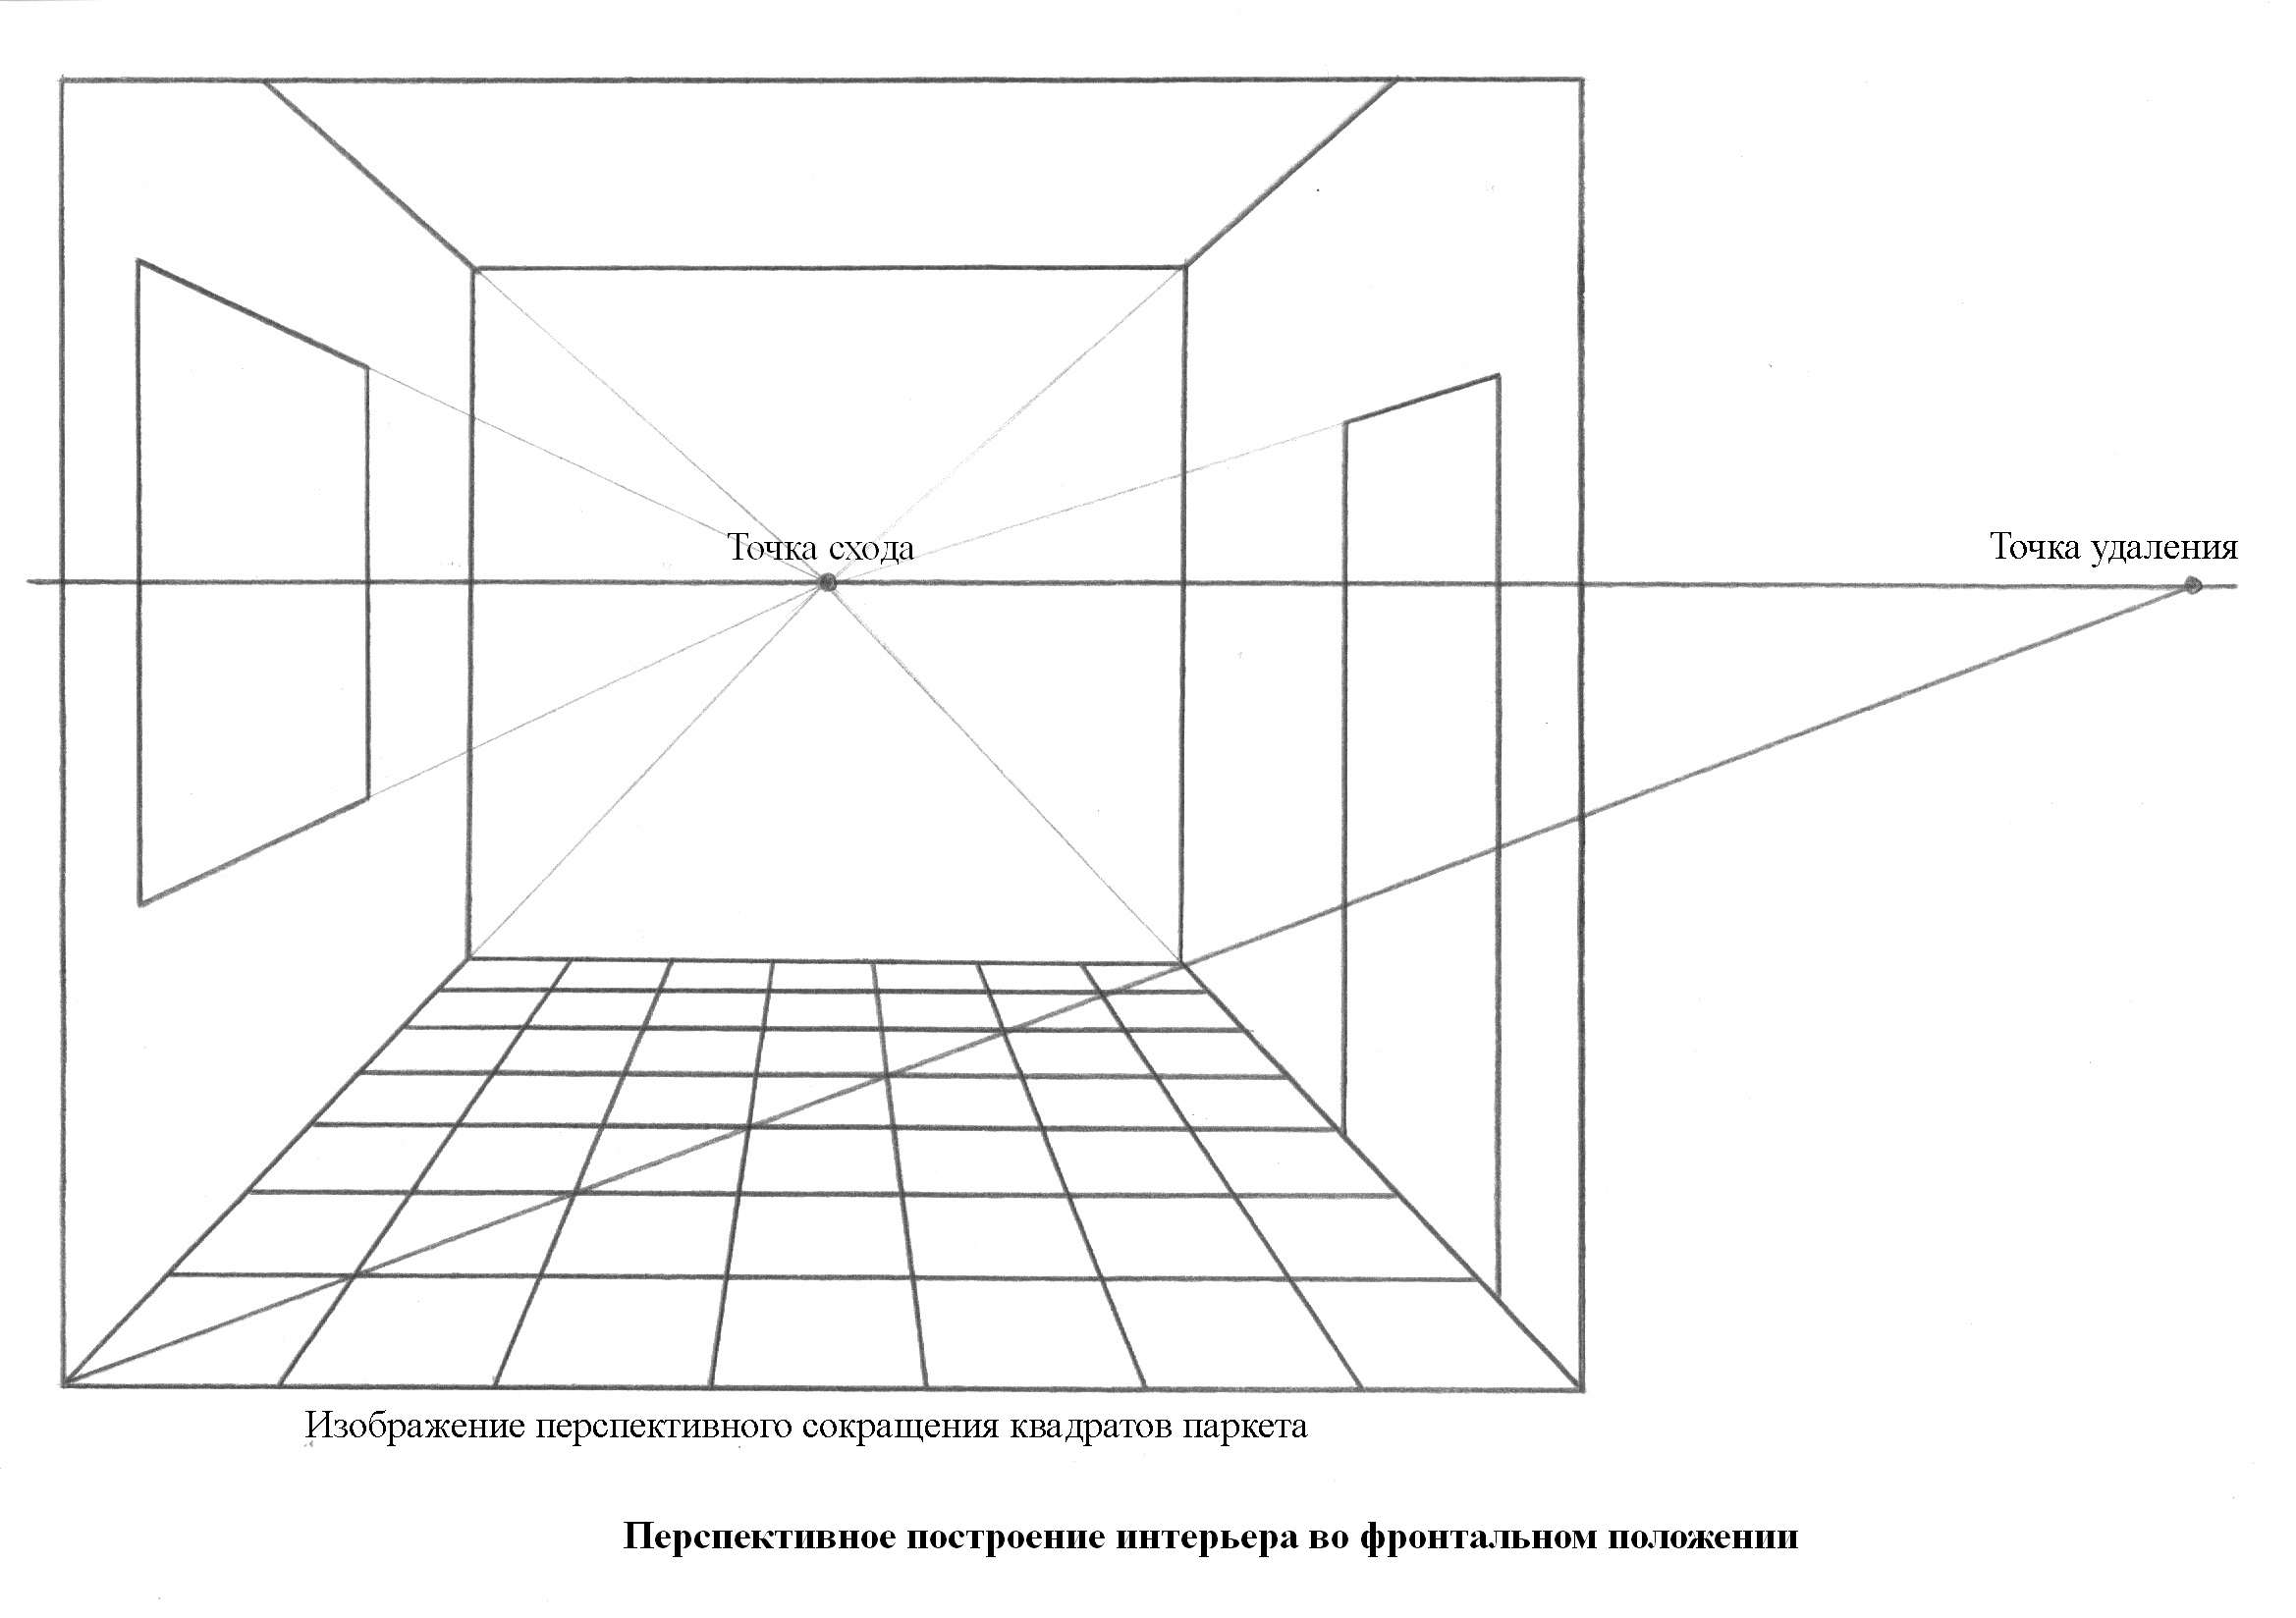 Точка схода
Точка удаления
Изображение перспективного сокращения квадратов паркета
Перспективное построение интерьера во фронтальном положении